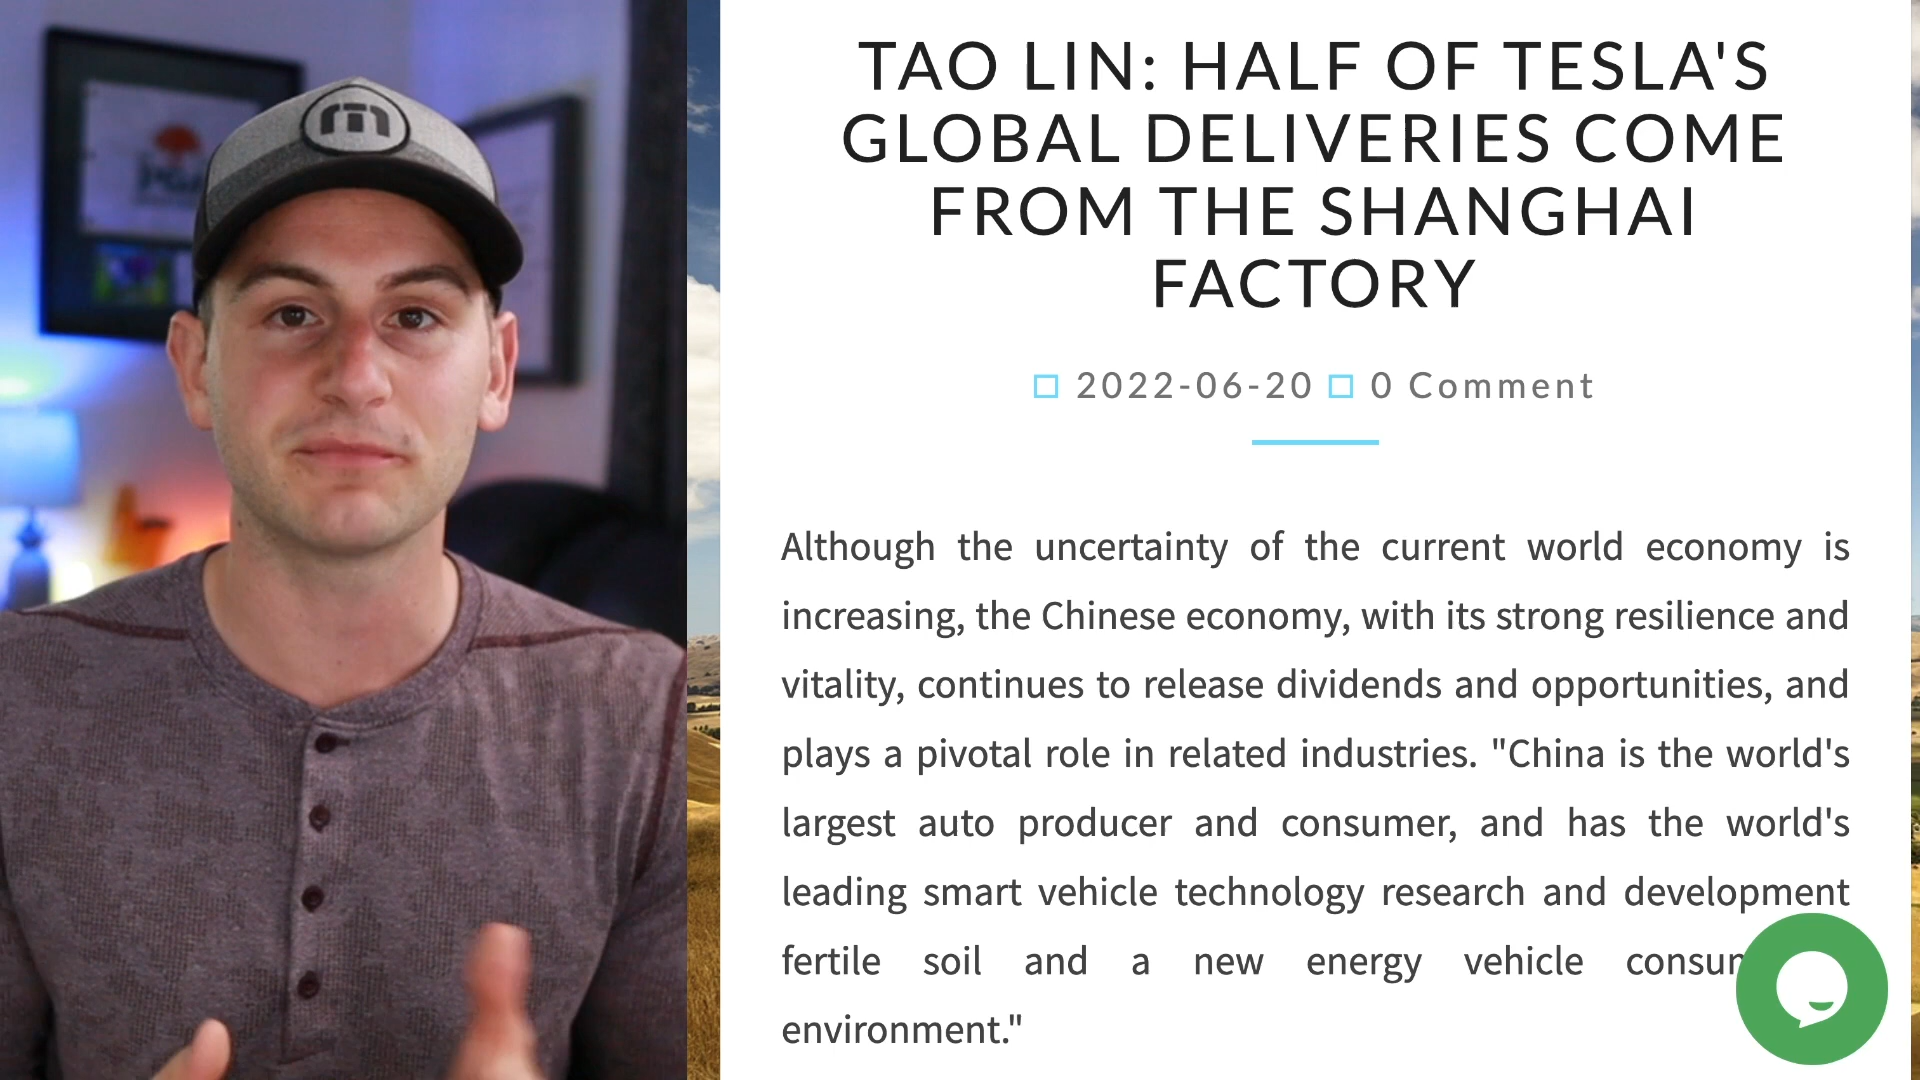 TAO LIN: HALF OF TESLA'S
GLOBAL DELIVERIES COME
FROM THE SHANGHAI
FACTORY
2022-06-20 0 Comment
Although the uncertainty of the current world economy is
increasing, the Chinese economy, with its strong resilience and
vitality, continues to release dividends and opportunities, and
plays a pivotal role in related industries. "China is the world's
largest auto producer and consumer, and has the world's
leading smart vehicle technology research and development
fertile soil and a new energy vehicle
environment."